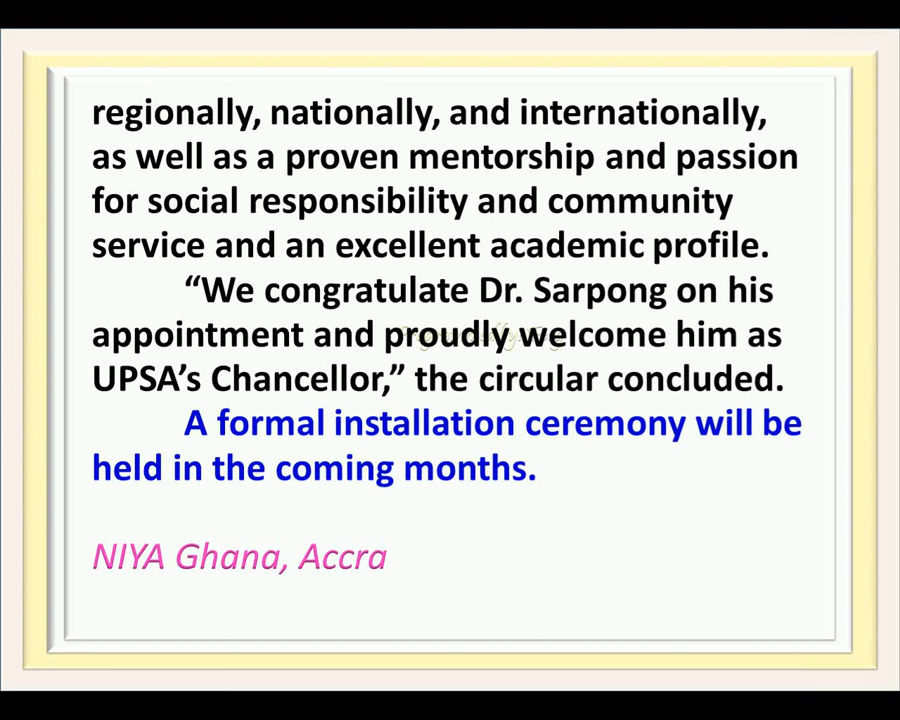 regionally, nationally, and internationally,
as well as a proven mentorship and passion
for social responsibility and community
service and an excellent academic profile.
“We congratulate Dr. Sarpong on his
appointment and proudly welcome him as
UPSA’s Chancellor,” the circular concluded.
A formal installation ceremony will be
held in the coming months.
NIYA Ghana, Accra